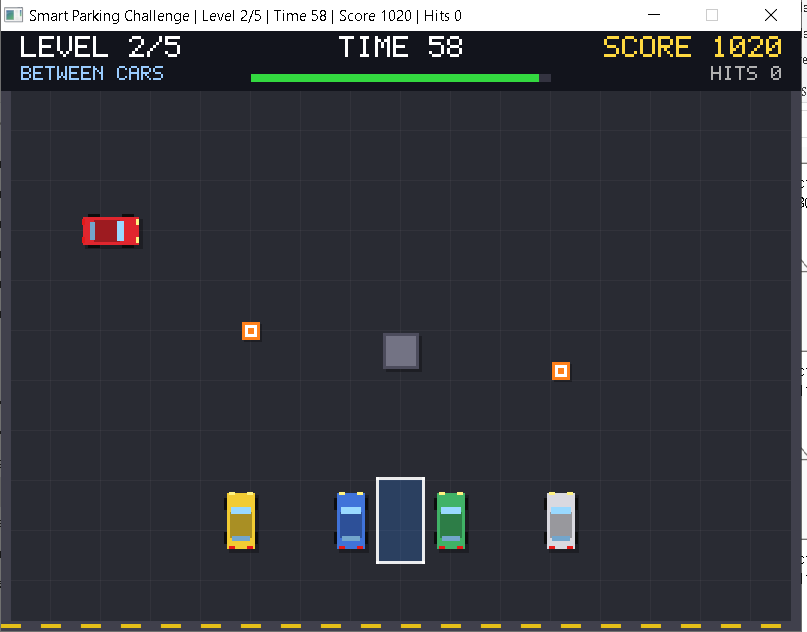 Smart Parking Challenge | Level 2/5 | Time 58 | Score 1020 | Hits 0
LEVEL 2/5 TIME 58 SCORE 1020
BETWEEN CARS HITS 0